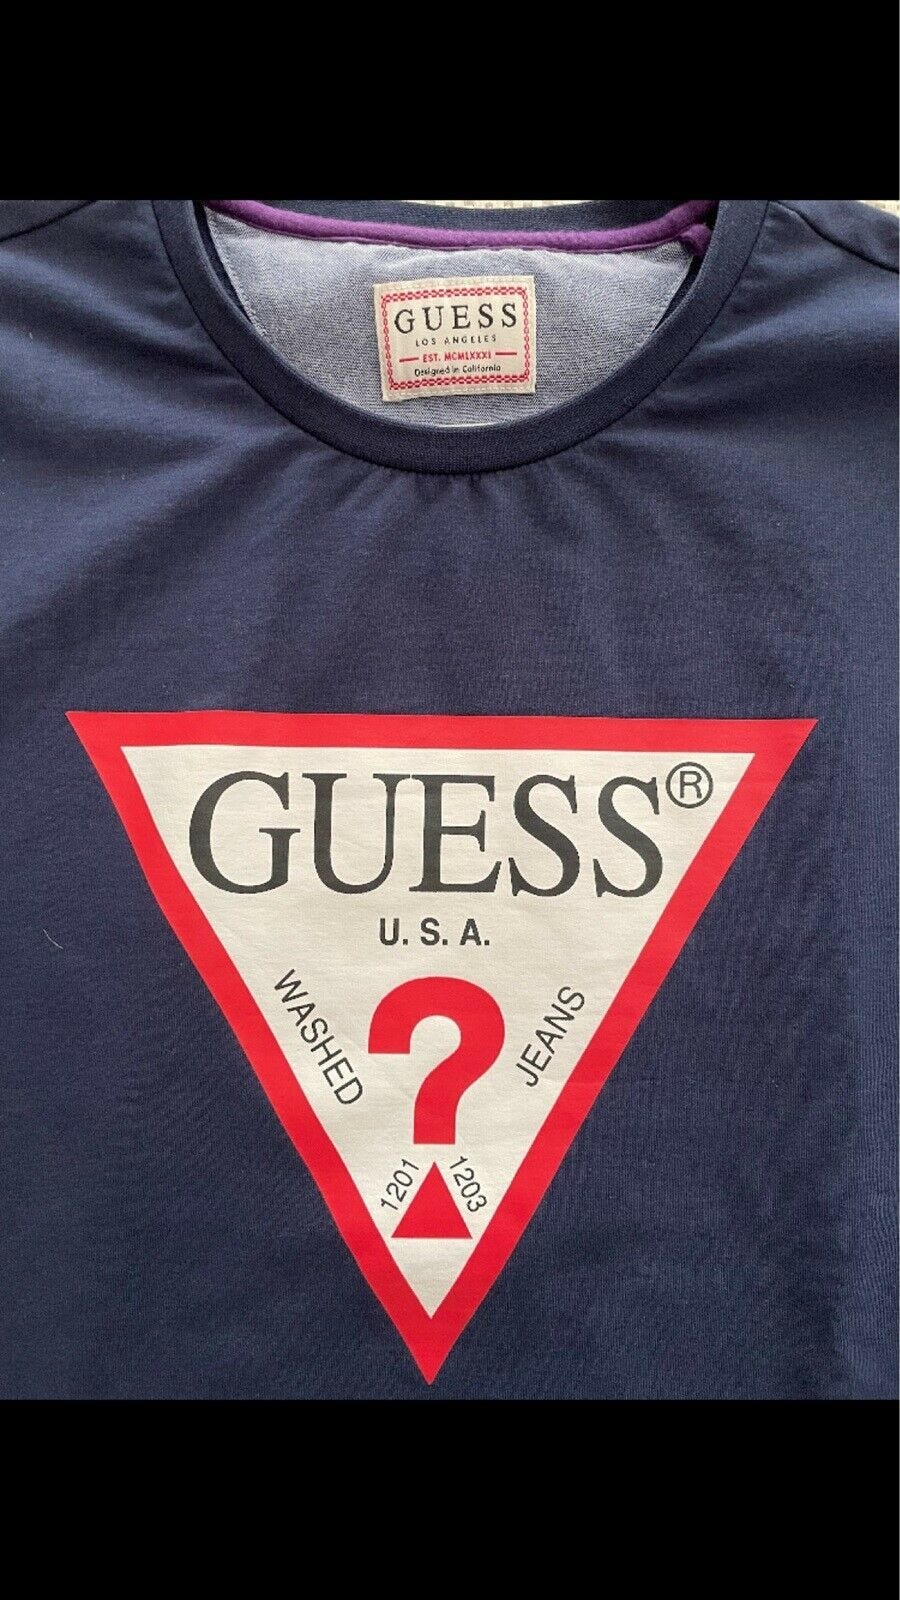 GUESS
LOS ANGELES
EST. MCMLXXXI
Designed in California
GUESS®
U. S. A.
WASHED
?
JEANS
1201
1203